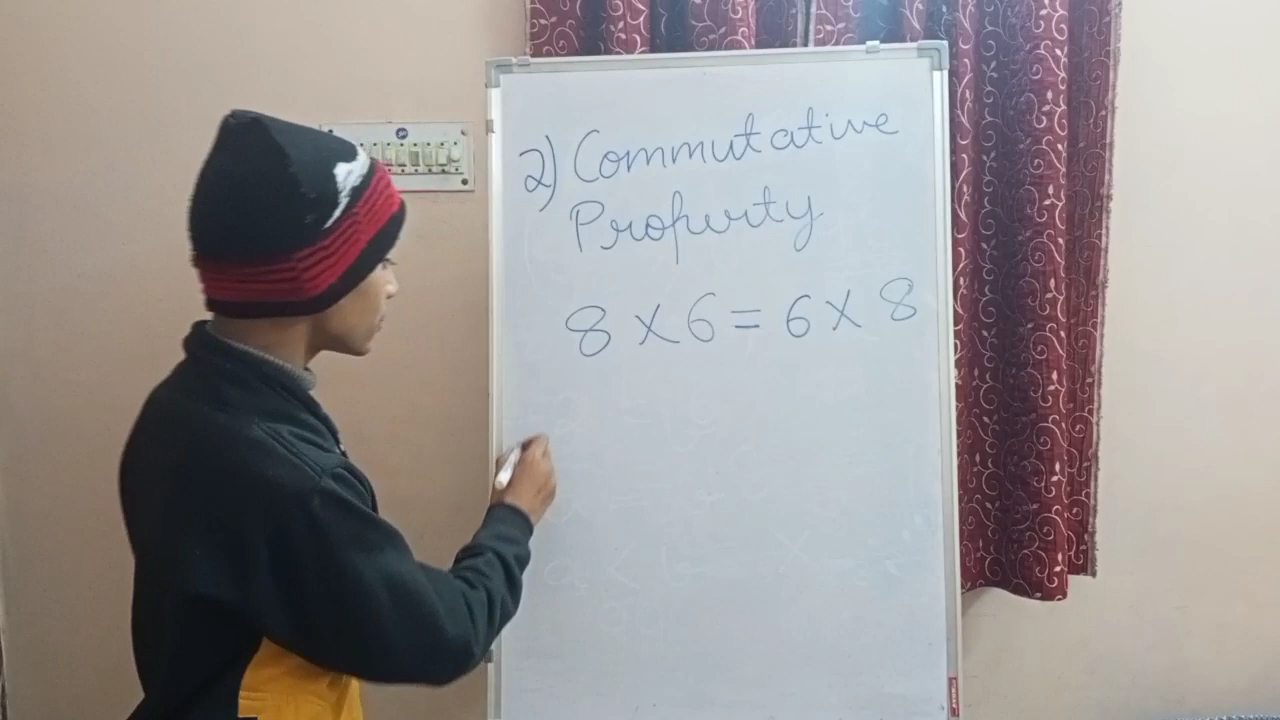 2) Commutative
Property
8 × 6 = 6 × 8